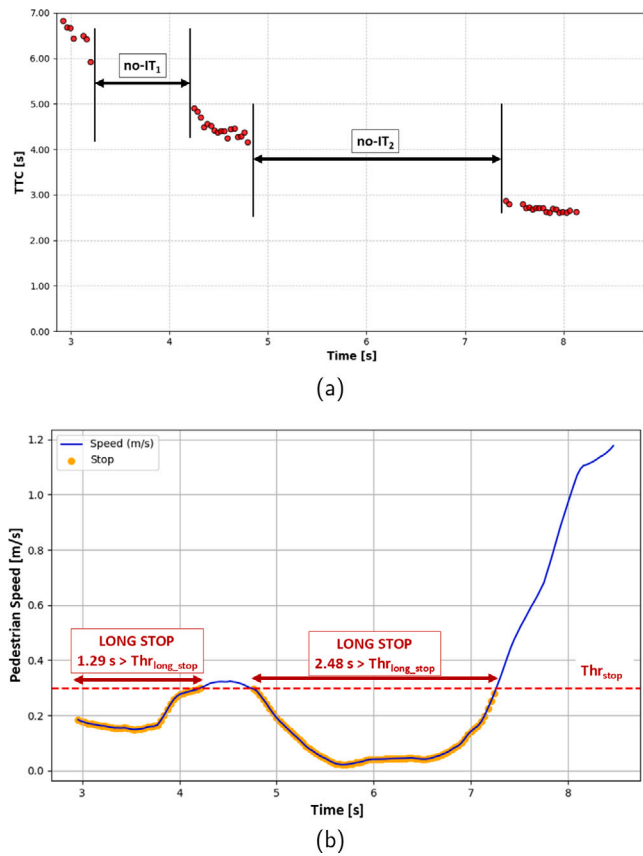 7.00
6.00
5.00
4.00
3.00
2.00
1.00
0.00
TTC [s]
no-IT₁
no-IT₂
3
4
5
6
7
8
Time [s]
(a)
1.2
1.0
0.8
0.6
0.4
0.2
0.0
Pedestrian Speed [m/s]
Speed (m/s)
Stop
LONG STOP
1.29 s > Thr_long_stop
LONG STOP
2.48 s > Thr_long_stop
Thr_stop
3
4
5
6
7
8
Time [s]
(b)